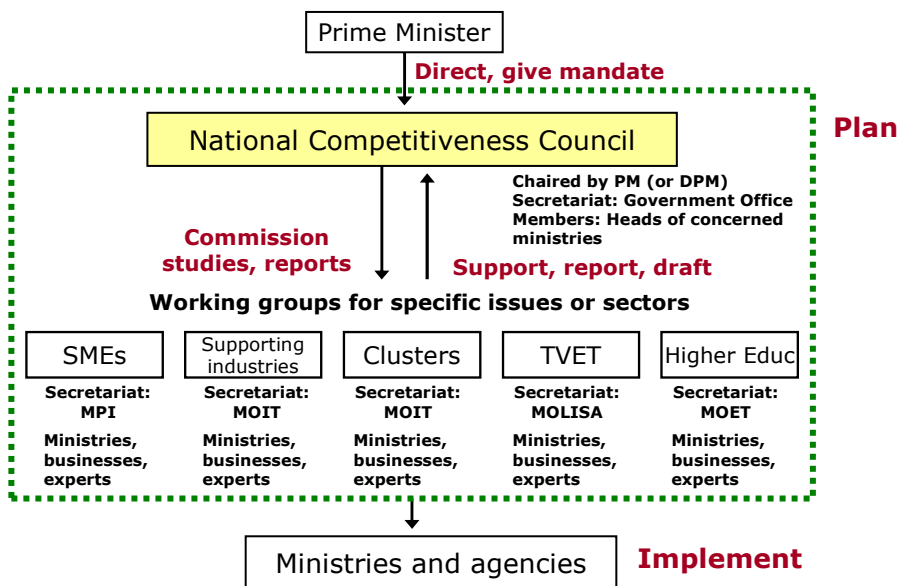 Prime Minister
Direct, give mandate
Plan
National Competitiveness Council
Chaired by PM (or DPM)
Secretariat: Government Office
Members: Heads of concerned
ministries
Commission
studies, reports
Support, report, draft
Working groups for specific issues or sectors
SMEs
Secretariat:
MPI
Ministries,
businesses,
experts
Supporting
industries
Secretariat:
MOIT
Ministries,
businesses,
experts
Clusters
Secretariat:
MOIT
Ministries,
businesses,
experts
TVET
Secretariat:
MOLISA
Ministries,
businesses,
experts
Higher Educ
Secretariat:
MOET
Ministries,
businesses,
experts
Ministries and agencies
Implement